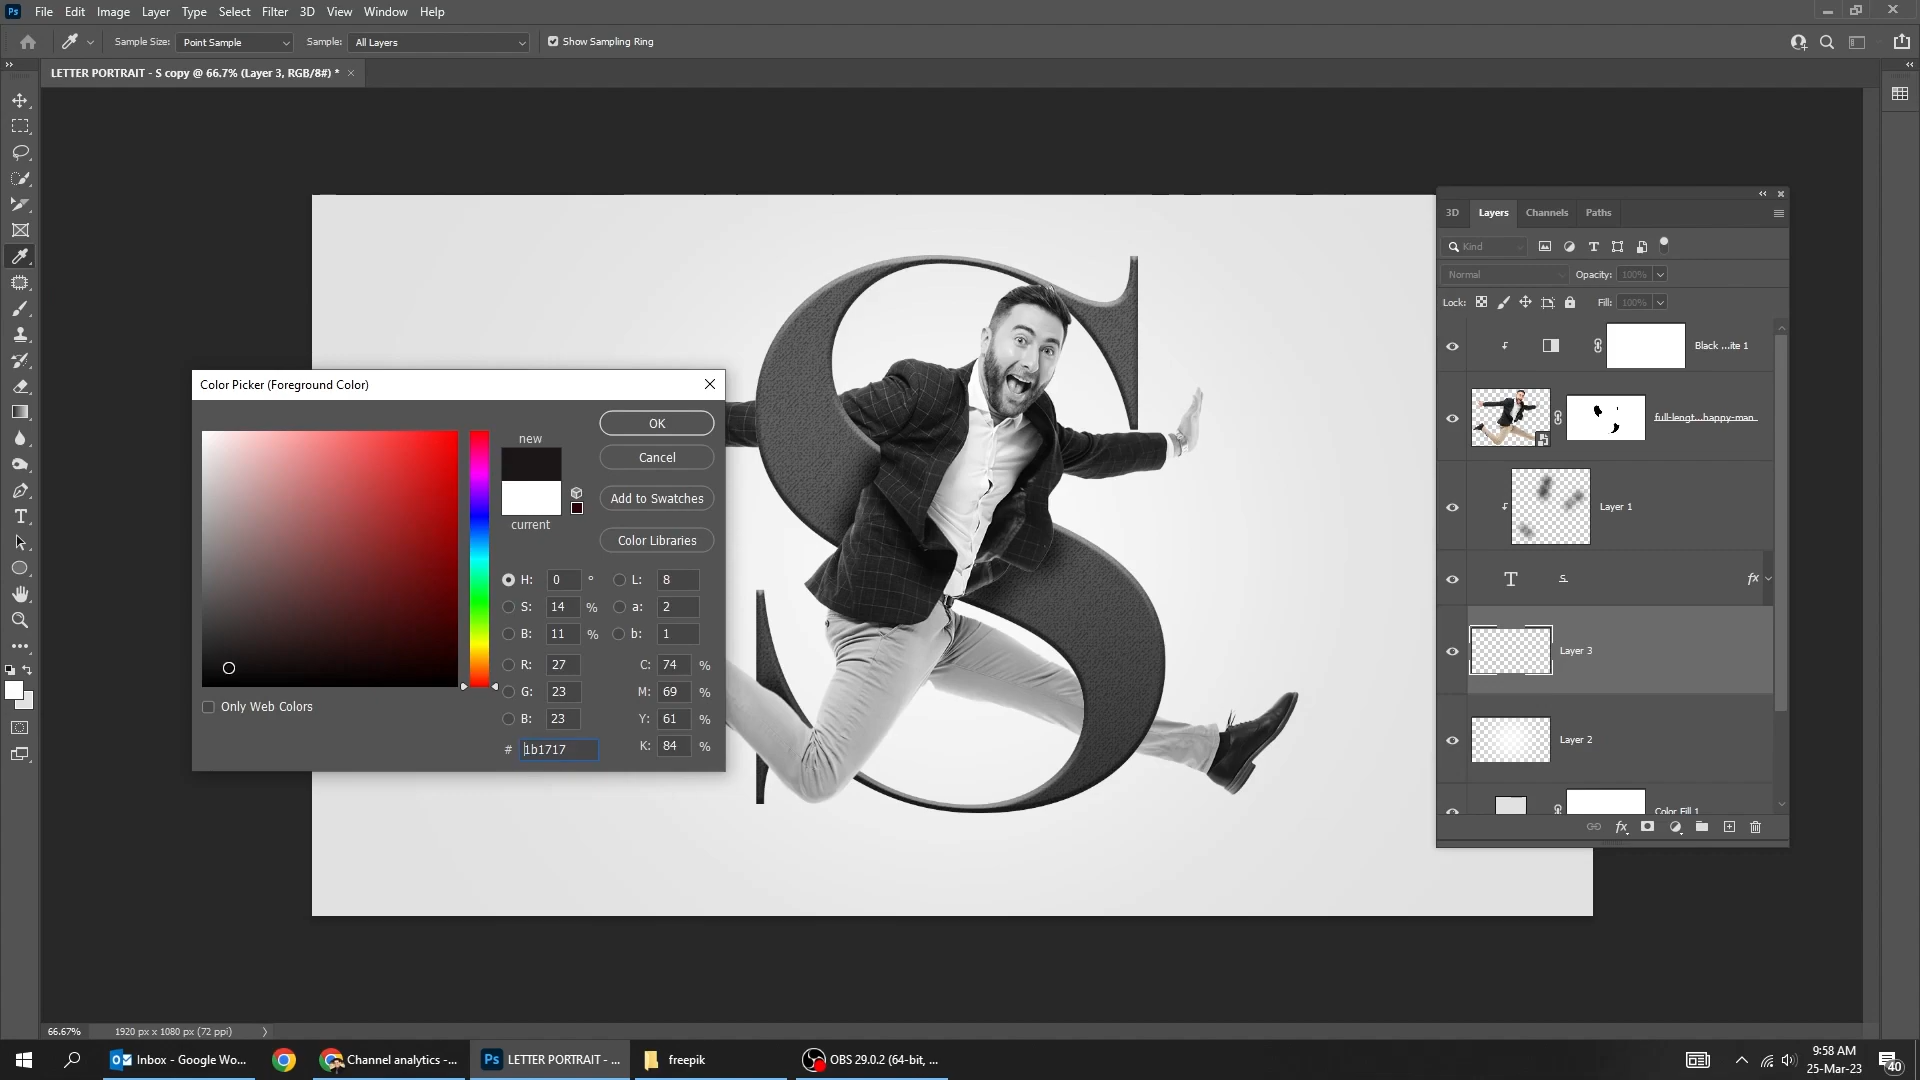 Ps File Edit Image Layer Type Select Filter 3D View Window Help
Sample Size: Point Sample Sample: All Layers Show Sampling Ring
LETTER PORTRAIT - S copy @ 66.7% (Layer 3, RGB/8#) * ×
3D Layers Channels Paths
Kind
Normal Opacity: 100%
Lock: Fill: 100%
Black ...ite 1
full-lengt...happy-man
Layer 1
T S fx
Layer 3
Layer 2
Color Fill 1
fx
S
Color Picker (Foreground Color)
new
current
OK
Cancel
Add to Swatches
Color Libraries
H: 0 ° L: 8
S: 14 % a: 2
B: 11 % b: 1
R: 27 C: 74 %
G: 23 M: 69 %
B: 23 Y: 61 %
# 1b1717 K: 84 %
Only Web Colors
66.67% 1920 px x 1080 px (72 ppi)
Inbox - Google Wo... Channel analytics -... Ps LETTER PORTRAIT - ... freepik OBS 29.0.2 (64-bit, ...
9:58 AM
25-Mar-23
40